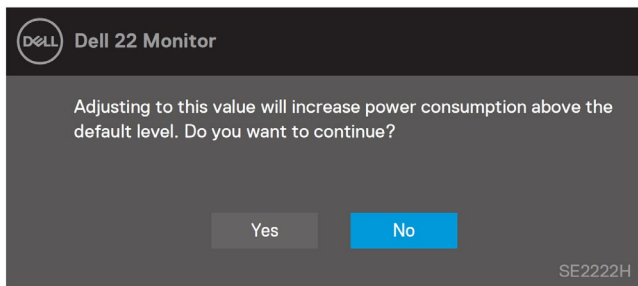 DELL Dell 22 Monitor
Adjusting to this value will increase power consumption above the
default level. Do you want to continue?
Yes No
SE2222H